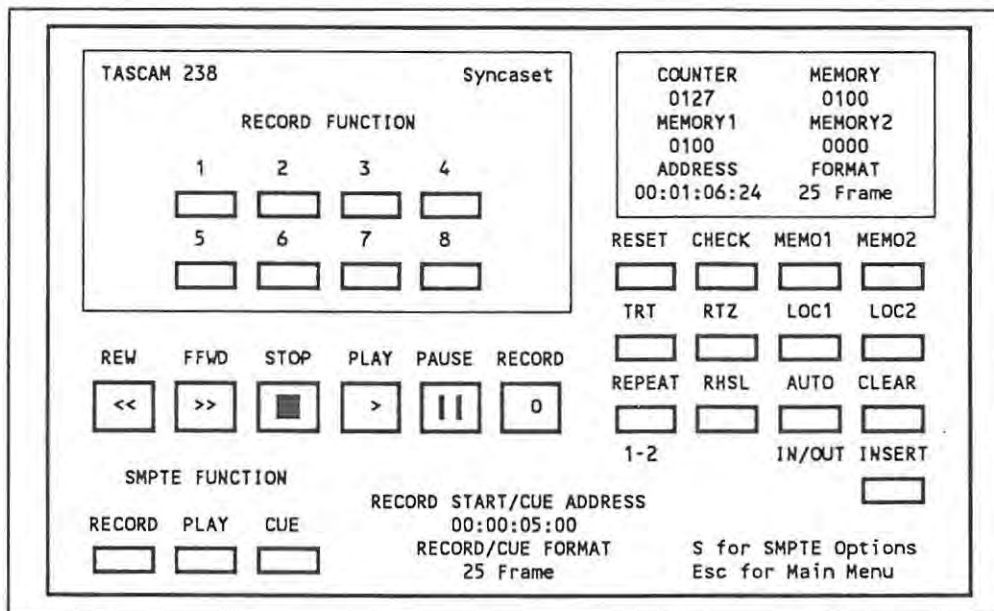 TASCAM 238 Syncaset
RECORD FUNCTION
1 2 3 4
5 6 7 8
COUNTER MEMORY
0127 0100
MEMORY1 MEMORY2
0100 0000
ADDRESS FORMAT
00:01:06:24 25 Frame
RESET CHECK MEMO1 MEMO2
TRT RTZ LOC1 LOC2
REPEAT RHSL AUTO CLEAR
1-2 IN/OUT INSERT
REW FFWD STOP PLAY PAUSE RECORD
<< >> > O
SMPTE FUNCTION
RECORD PLAY CUE
RECORD START/CUE ADDRESS
00:00:05:00
RECORD/CUE FORMAT
25 Frame
S for SMPTE Options
Esc for Main Menu